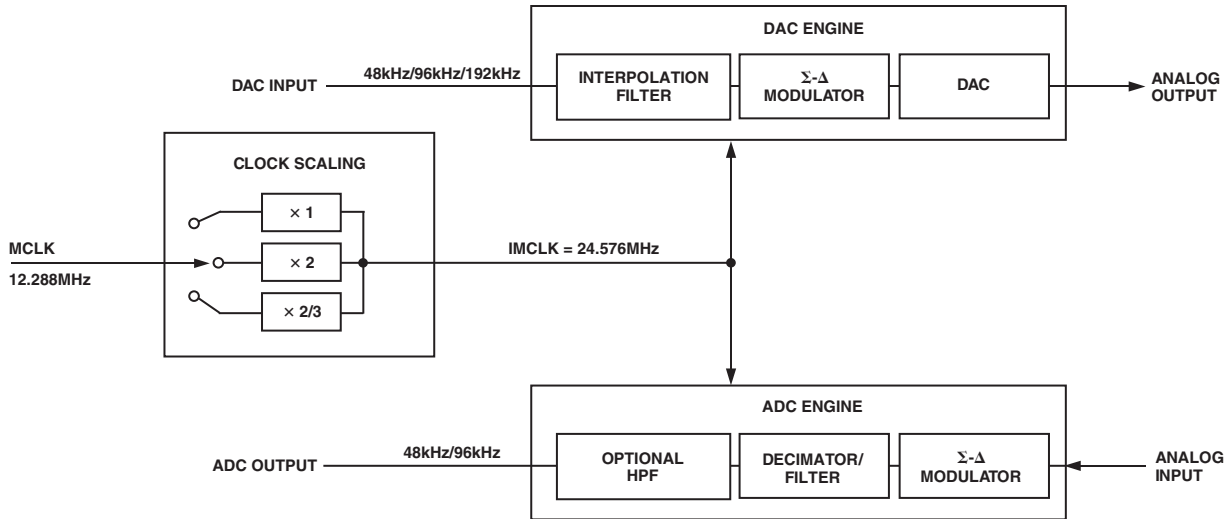 DAC ENGINE
DAC INPUT
48kHz/96kHz/192kHz
INTERPOLATION
FILTER
Σ-Δ
MODULATOR
DAC
ANALOG
OUTPUT
CLOCK SCALING
× 1
MCLK
12.288MHz
× 2
IMCLK = 24.576MHz
× 2/3
ADC ENGINE
ADC OUTPUT
48kHz/96kHz
OPTIONAL
HPF
DECIMATOR/
FILTER
Σ-Δ
MODULATOR
ANALOG
INPUT